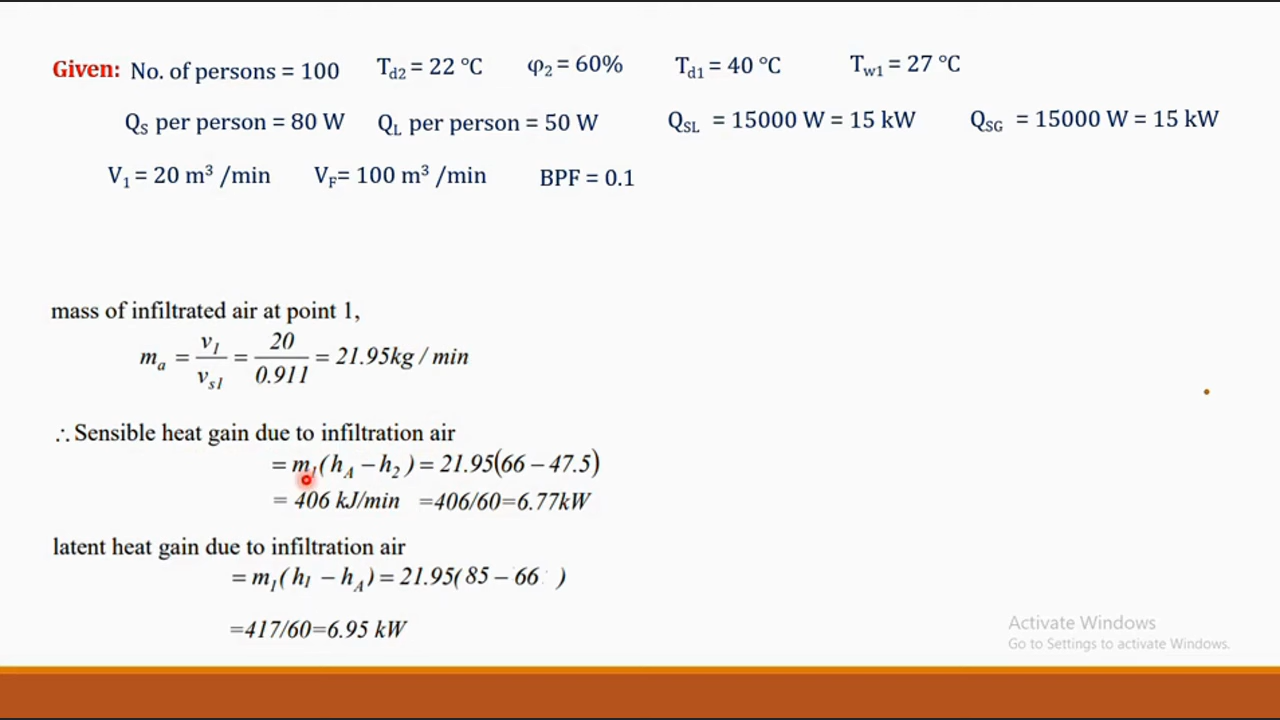 Given: No. of persons = 100 T_d2 = 22 °C φ₂ = 60% T_d1 = 40 °C T_w1 = 27 °C
Q_S per person = 80 W Q_L per person = 50 W Q_SL = 15000 W = 15 kW Q_SG = 15000 W = 15 kW
V₁ = 20 m³ /min V_F= 100 m³ /min BPF = 0.1
mass of infiltrated air at point 1,
m_a = v_1 / v_s1 = 20 / 0.911 = 21.95kg / min
∴ Sensible heat gain due to infiltration air
= m_1(h_A − h_2) = 21.95(66 − 47.5)
= 406 kJ/min =406/60=6.77kW
latent heat gain due to infiltration air
= m_1(h_1 − h_A) = 21.95(85 − 66 )
=417/60=6.95 kW
Activate Windows
Go to Settings to activate Windows.